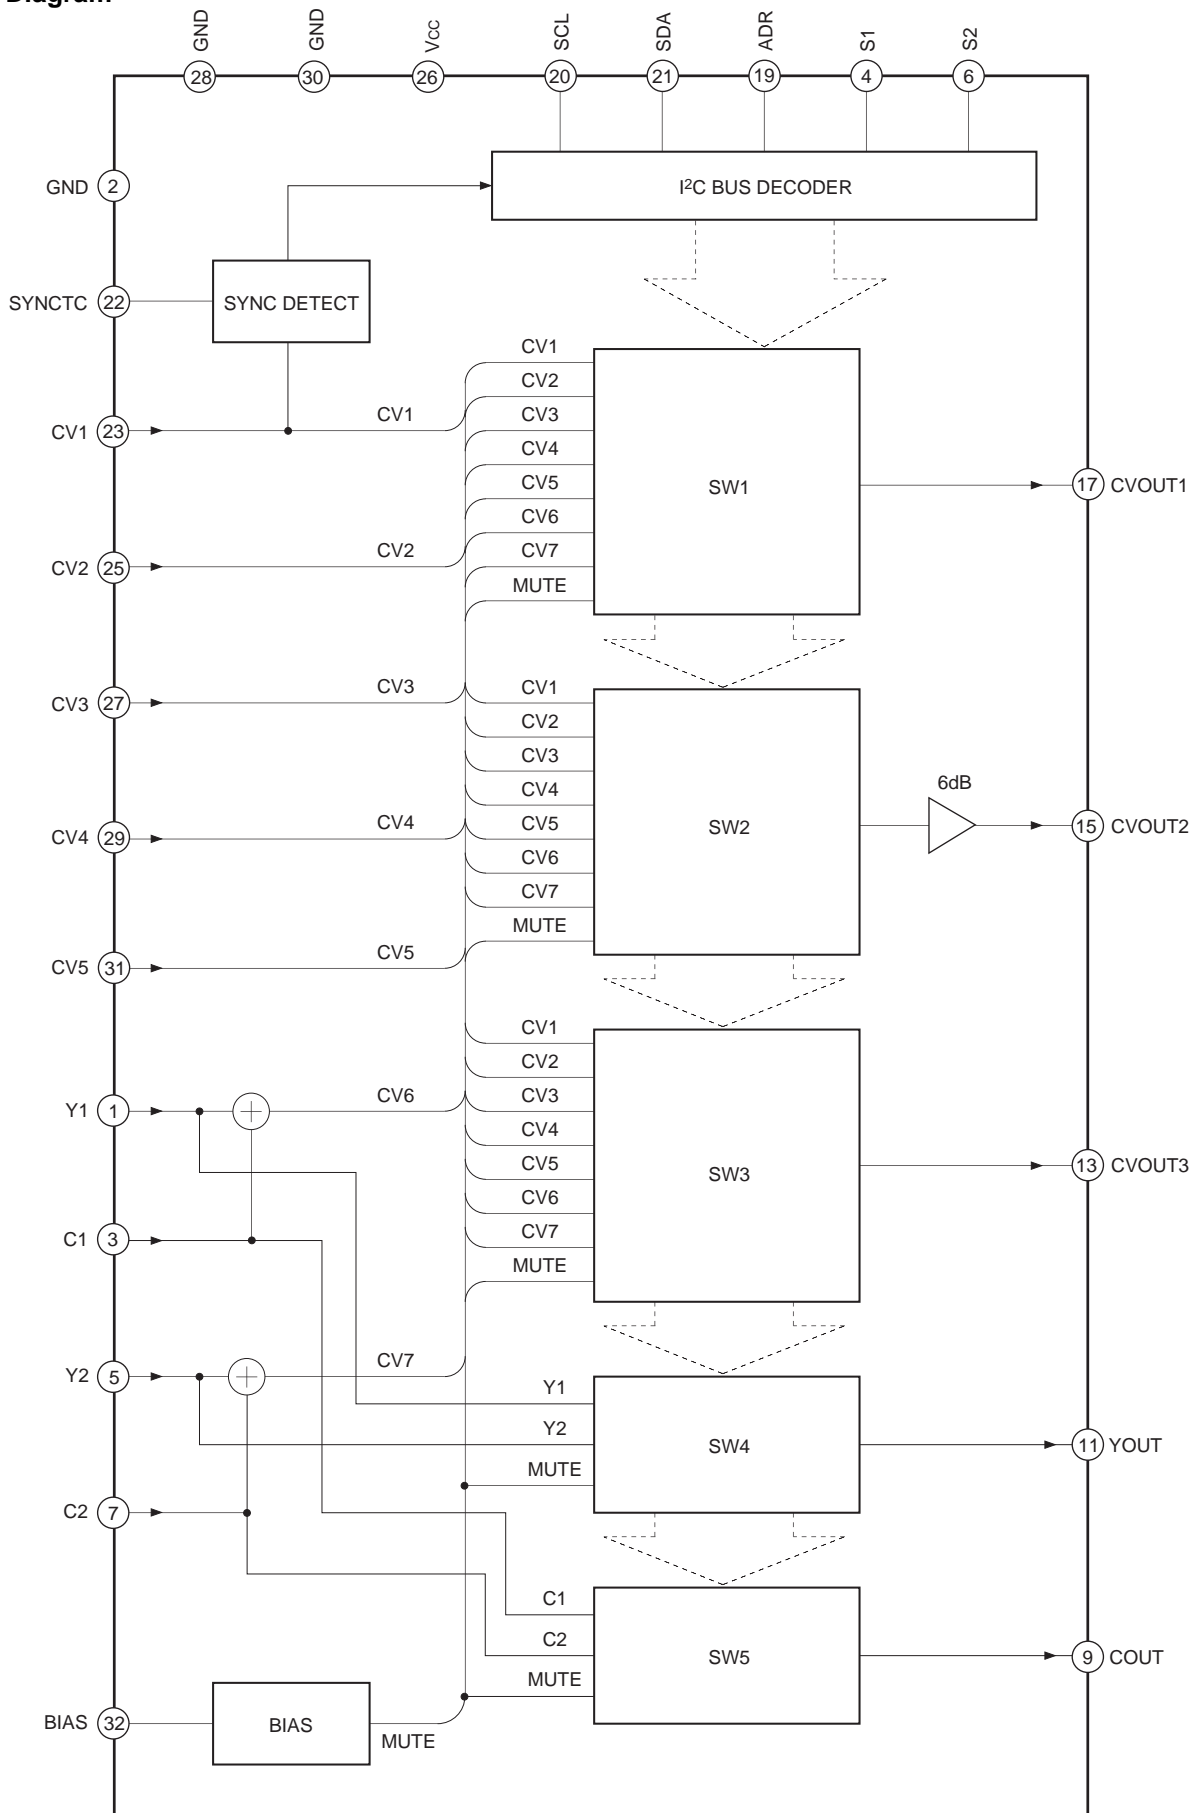 Diagram
GND
GND
Vcc
SCL
SDA
ADR
S1
S2
28
30
26
20
21
19
4
6
GND 2
I²C BUS DECODER
SYNCTC 22
SYNC DETECT
CV1 23
CV1
CV2 25
CV2
CV3 27
CV3
CV4 29
CV4
CV5 31
CV5
Y1 1
CV6
C1 3
Y2 5
CV7
C2 7
BIAS 32
BIAS
MUTE
CV1
CV2
CV3
CV4
CV5
CV6
CV7
MUTE
SW1
17 CVOUT1
CV1
CV2
CV3
CV4
CV5
CV6
CV7
MUTE
SW2
6dB
15 CVOUT2
CV1
CV2
CV3
CV4
CV5
CV6
CV7
MUTE
SW3
13 CVOUT3
Y1
Y2
MUTE
SW4
11 YOUT
C1
C2
MUTE
SW5
9 COUT